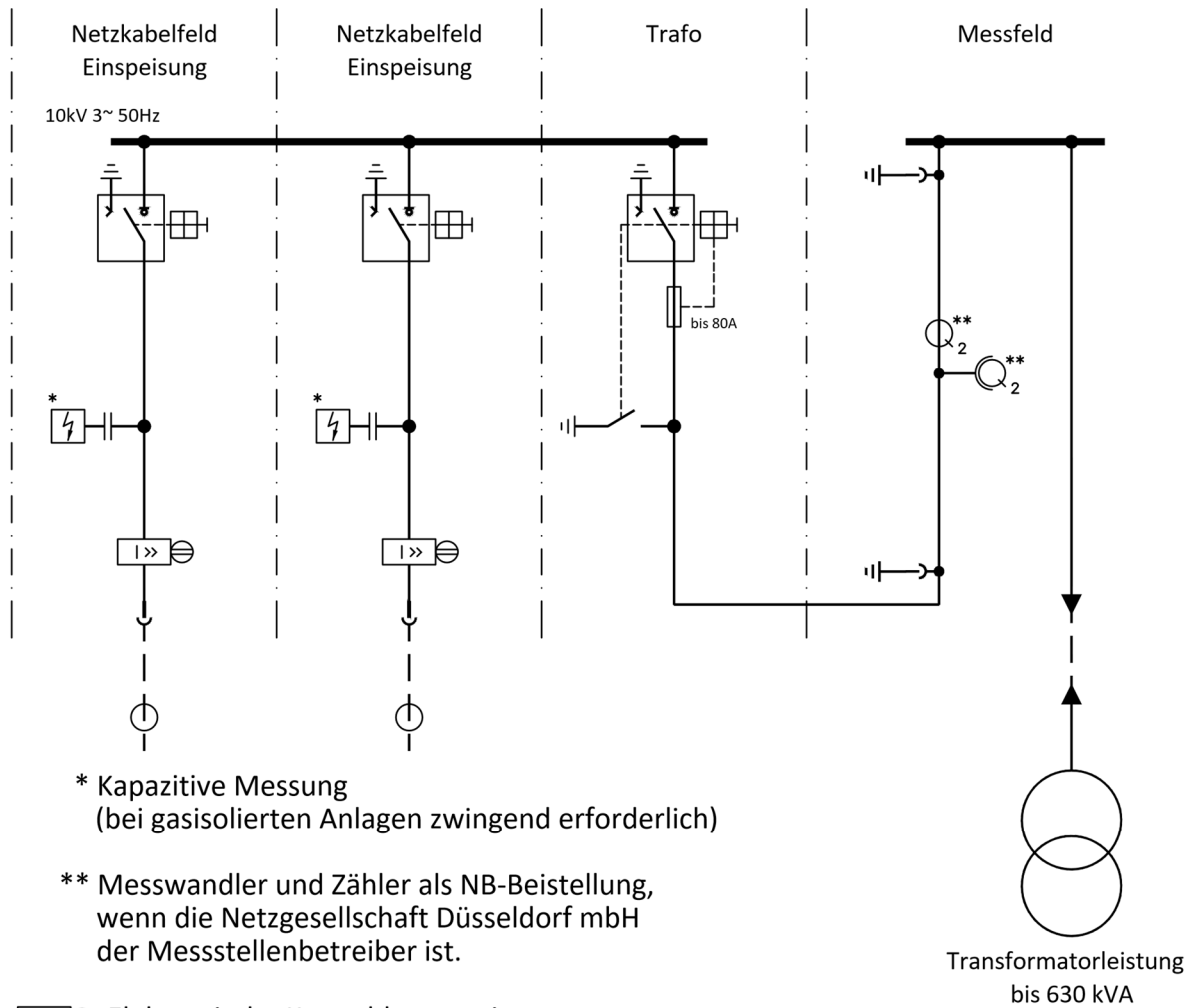 Netzkabelfeld
Einspeisung
Netzkabelfeld
Einspeisung
Trafo
Messfeld
10kV 3~ 50Hz
bis 80A
**
2
**
2
*
*
I >>
I >>
* Kapazitive Messung
(bei gasisolierten Anlagen zwingend erforderlich)
** Messwandler und Zähler als NB-Beistellung,
wenn die Netzgesellschaft Düsseldorf mbH
der Messstellenbetreiber ist.
Transformatorleistung
bis 630 kVA